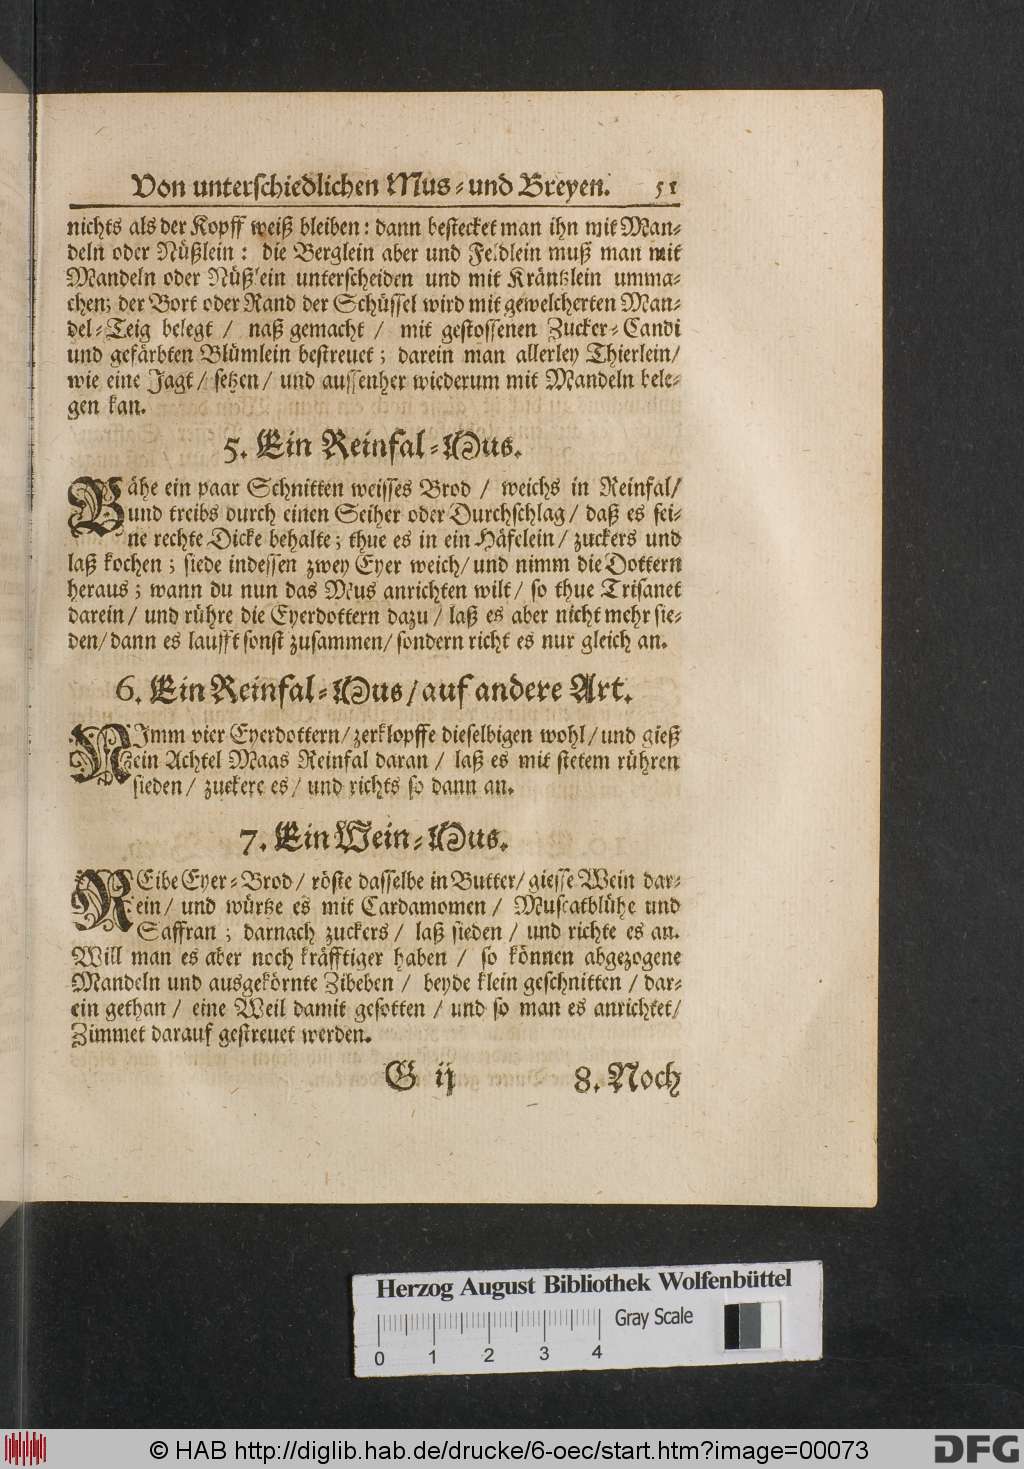 Von unterschiedlichen Mus- und Breyen. 51
nichts als der Kopff weiß bleiben: dann bestecket man ihn mit Man-
deln oder Nüßlein: die Berglein aber und Feldlein muß man mit
Mandeln oder Nüßlein unterscheiden und mit Kräntzlein umma-
chen; der Bort oder Rand der Schüssel wird mit gewelcherten Man-
del-Teig belegt / naß gemacht / mit gestossenen Zucker-Candi
und gefärbten Blümlein bestreuet; darein man allerley Thierlein/
wie eine Jagt/ setzen/ und aussenher wiederum mit Mandeln bele-
gen kan.
5. Ein Reinfal-Mus.
Bähe ein paar Schnitten weisses Brod / weichs in Reinfal/
und treibs durch einen Seiher oder Durchschlag/ daß es sei-
ne rechte Dicke behalte; thue es in ein Häfelein/ zuckers und
laß kochen; siede indessen zwey Eyer weich/ und nimm die Dottern
heraus; wann du nun das Mus anrichten wilt/ so thue Trisanet
darein/ und rühre die Eyerdottern dazu/ laß es aber nicht mehr sie-
den/ dann es laufft sonst zusammen/ sondern richt es nur gleich an.
6. Ein Reinfal-Mus/ auf andere Art.
NImm vier Eyerdottern/ zerklopffe dieselbigen wohl/ und gieß
ein Achtel Maas Reinfal daran / laß es mit stetem rühren
sieden/ zuckere es/ und richts so dann an.
7. Ein Wein-Mus.
REibe Eyer-Brod/ röste dasselbe in Butter/ giesse Wein dar-
ein/ und würtze es mit Cardamomen/ Muscatblühe und
Saffran; darnach zuckers/ laß sieden / und richte es an.
Will man es aber noch kräfftiger haben / so können abgezogene
Mandeln und ausgekörnte Zibeben / beyde klein geschnitten / dar-
ein gethan / eine Weil damit gesotten / und so man es anrichtet/
Zimmet darauf gestreuet werden.
G ij 8. Noch
Herzog August Bibliothek Wolfenbüttel
Gray Scale
0 1 2 3 4
© HAB http://diglib.hab.de/drucke/6-oec/start.htm?image=00073
DFG